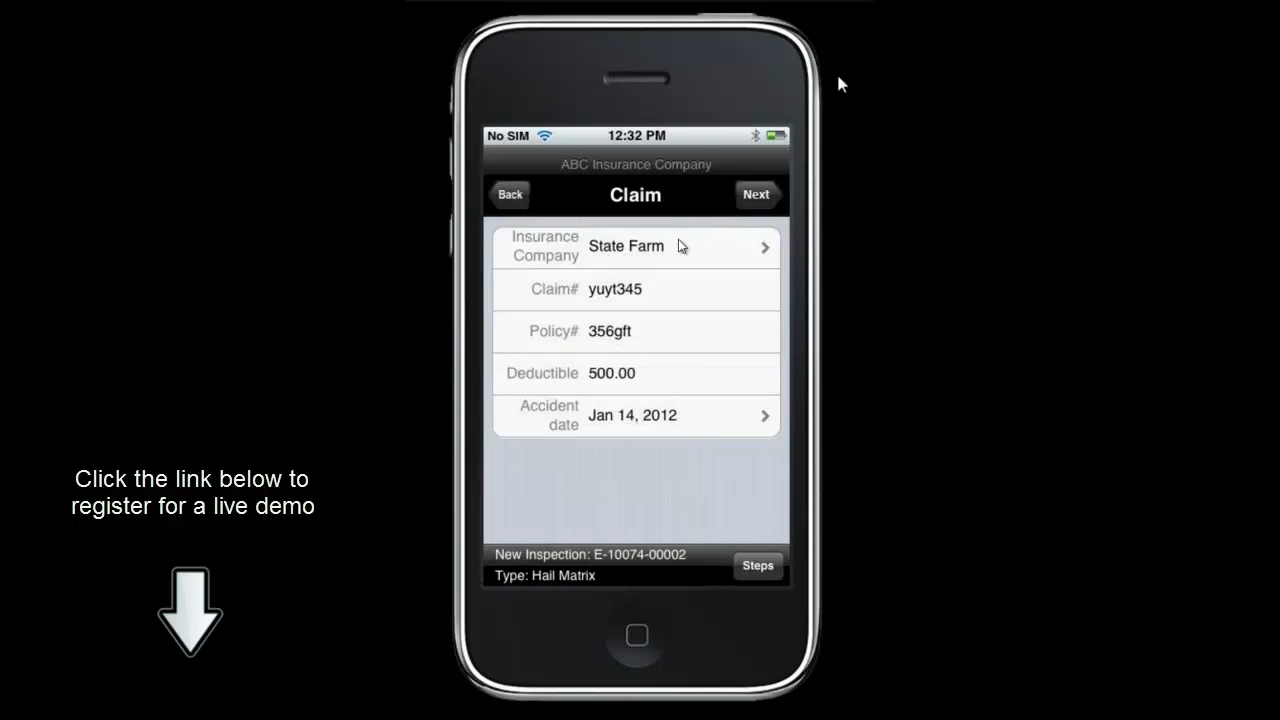 No SIM 12:32 PM
ABC Insurance Company
Back Claim Next
Insurance
Company
State Farm
Claim# yuyt345
Policy# 356gft
Deductible 500.00
Accident
date
Jan 14, 2012
Click the link below to
register for a live demo
New Inspection: E-10074-00002
Type: Hail Matrix
Steps